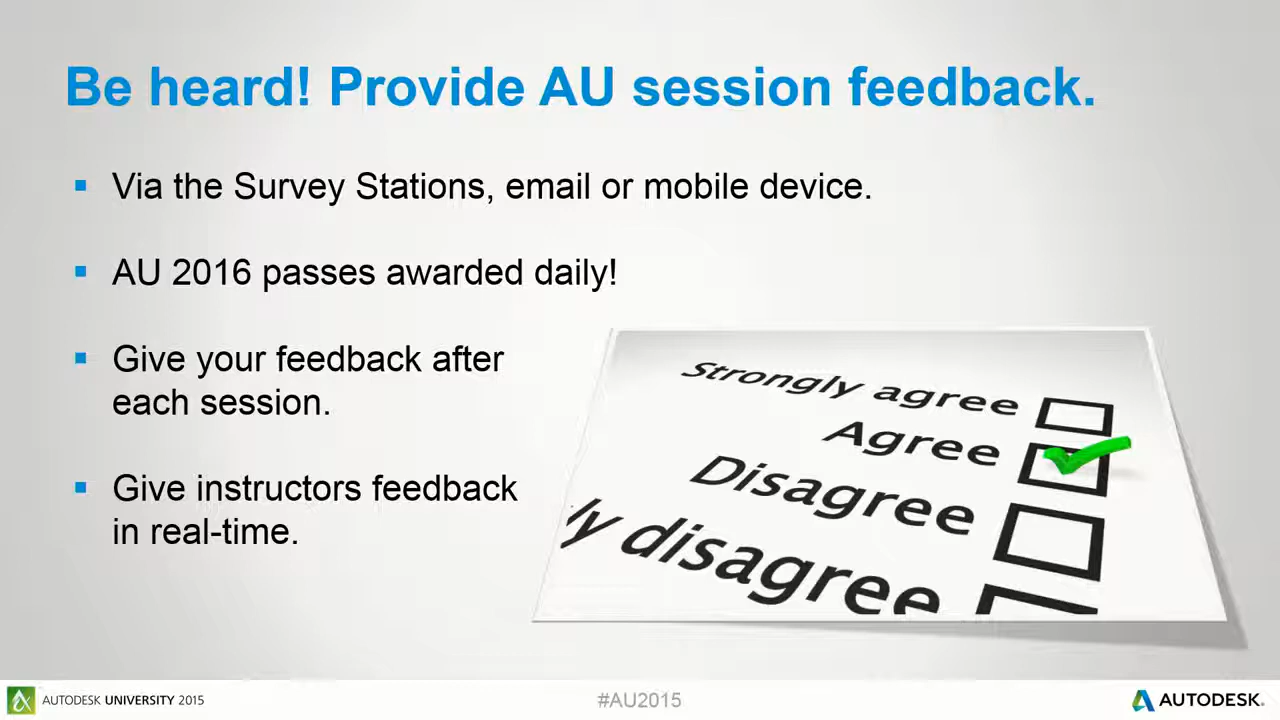 Be heard! Provide AU session feedback.
Via the Survey Stations, email or mobile device.
AU 2016 passes awarded daily!
Give your feedback after
each session.
Give instructors feedback
in real-time.
Strongly agree
Agree
Disagree
ly disagree
AUTODESK UNIVERSITY 2015
#AU2015
AUTODESK.